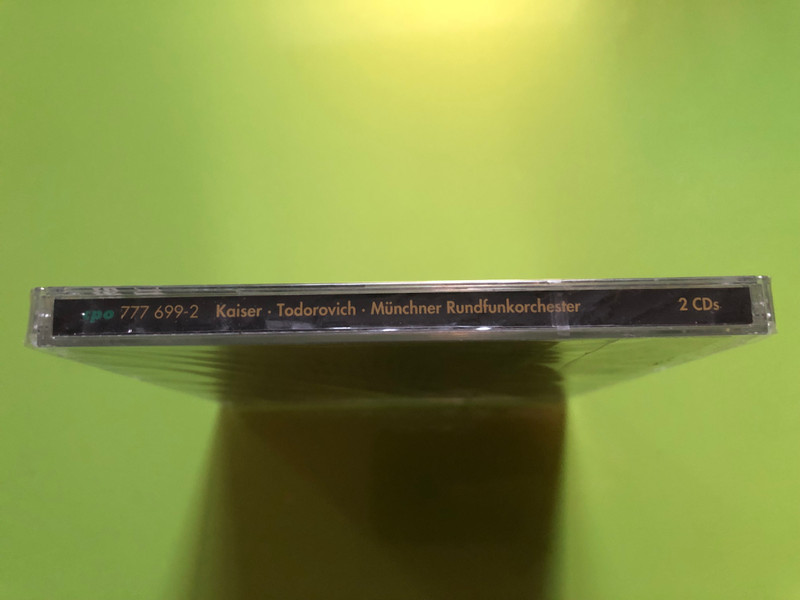 cpo 777 699-2 Kaiser · Todorovich · Münchner Rundfunkorchester 2 CDs